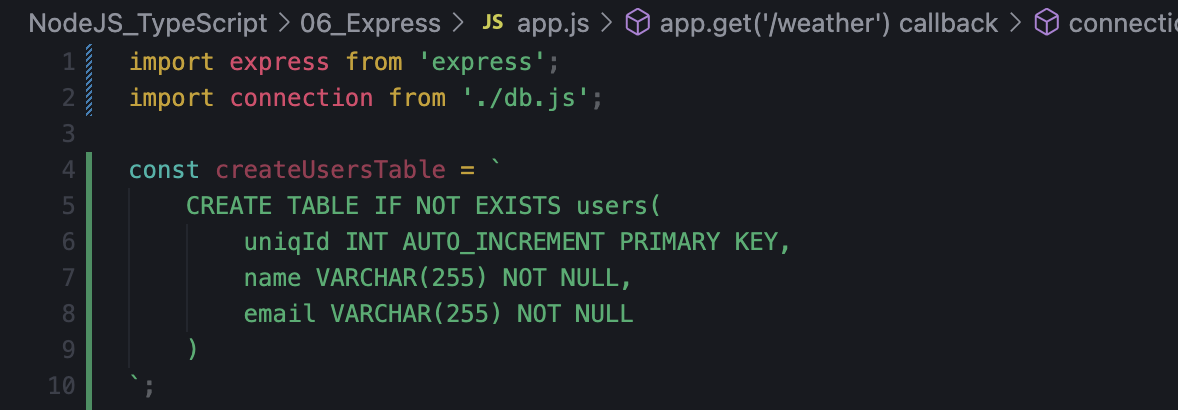 NodeJS_TypeScript > 06_Express > JS app.js > app.get('/weather') callback > connectio
1 import express from 'express';
2 import connection from './db.js';
3
4 const createUsersTable = `
5 CREATE TABLE IF NOT EXISTS users(
6 uniqId INT AUTO_INCREMENT PRIMARY KEY,
7 name VARCHAR(255) NOT NULL,
8 email VARCHAR(255) NOT NULL
9 )
10 `;